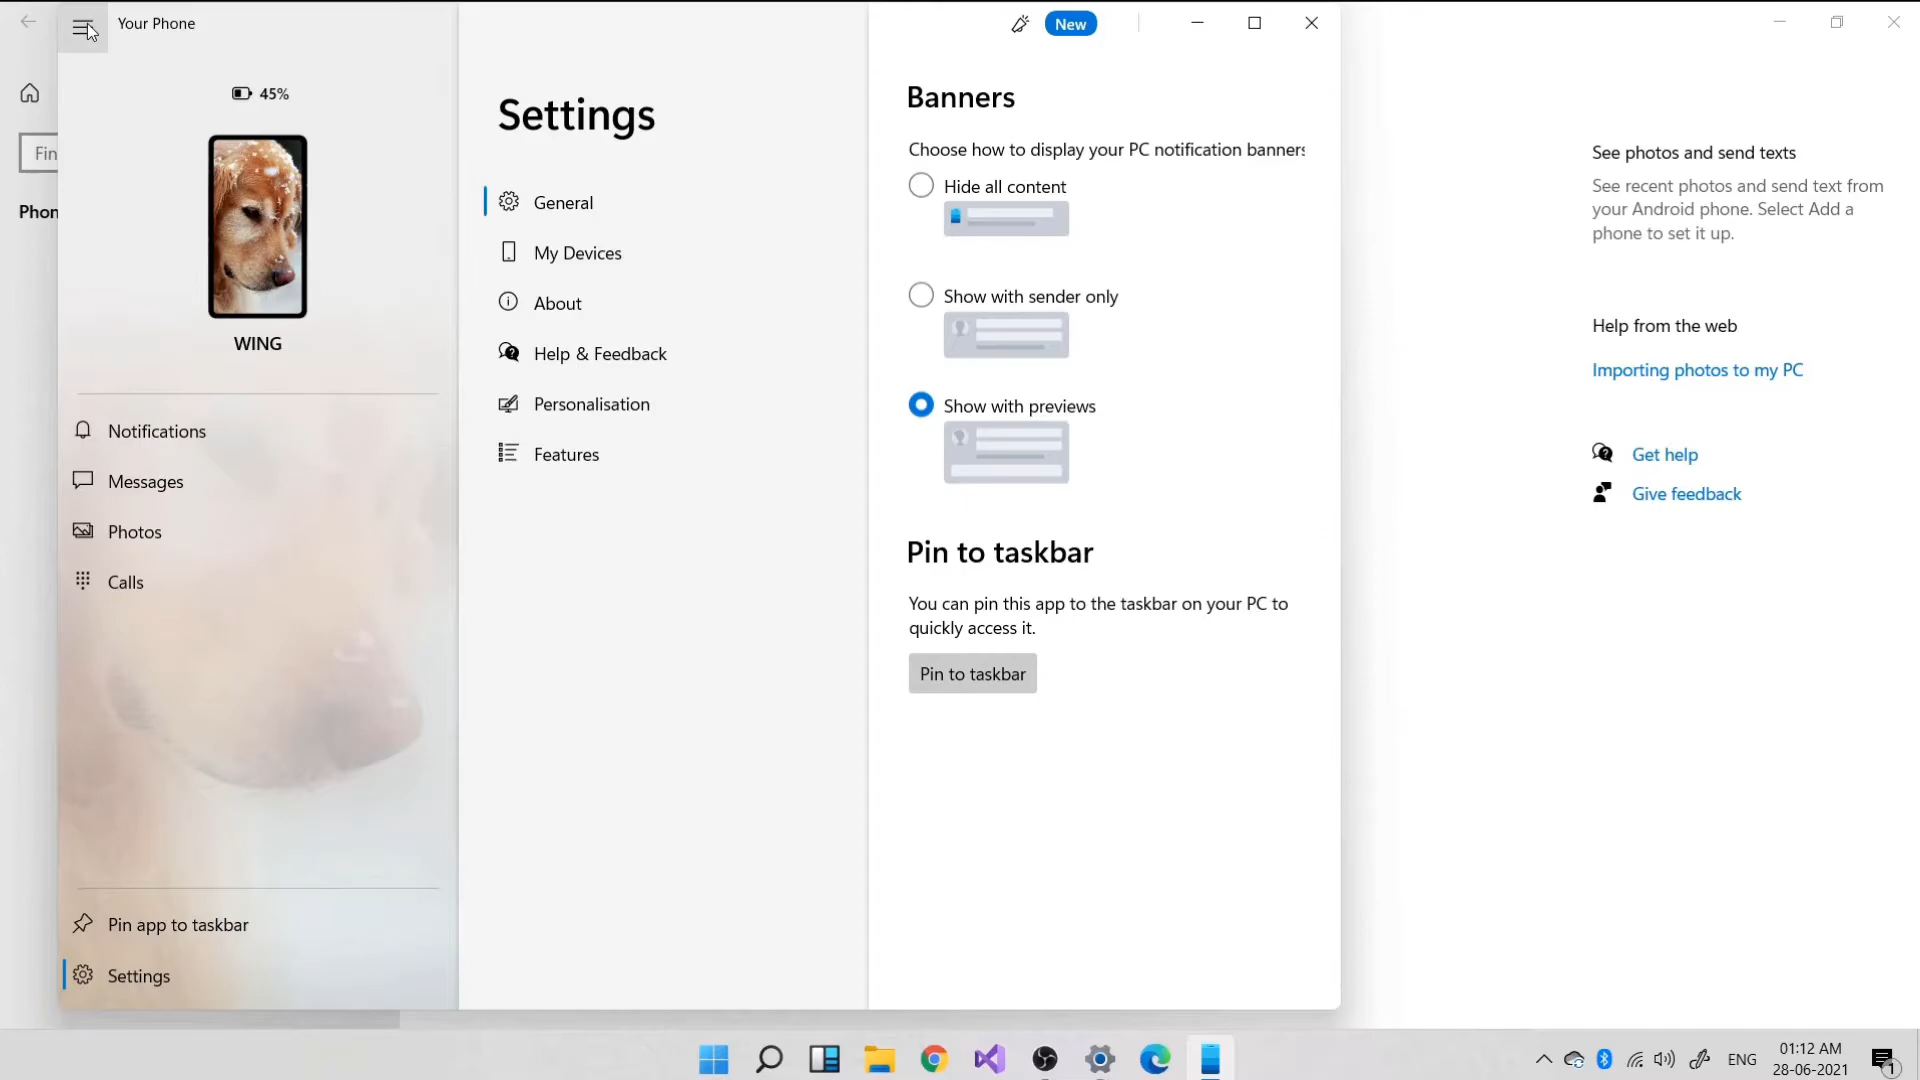 Your Phone
New
45%
WING
Notifications
Messages
Photos
Calls
Pin app to taskbar
Settings
Fin
Phon
Settings
General
My Devices
About
Help & Feedback
Personalisation
Features
Banners
Choose how to display your PC notification banners
Hide all content
Show with sender only
Show with previews
Pin to taskbar
You can pin this app to the taskbar on your PC to
quickly access it.
Pin to taskbar
See photos and send texts
See recent photos and send text from
your Android phone. Select Add a
phone to set it up.
Help from the web
Importing photos to my PC
Get help
Give feedback
ENG
01:12 AM
28-06-2021
1